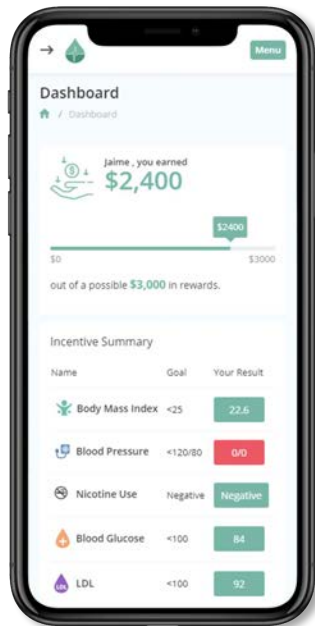 Menu
Dashboard
/ Dashboard
Jaime , you earned
$2,400
$2400
$0 $3000
out of a possible $3,000 in rewards.
Incentive Summary
Name Goal Your Result
Body Mass Index <25 22.6
Blood Pressure <120/80 0/0
Nicotine Use Negative Negative
Blood Glucose <100 84
LDL LDL <100 92